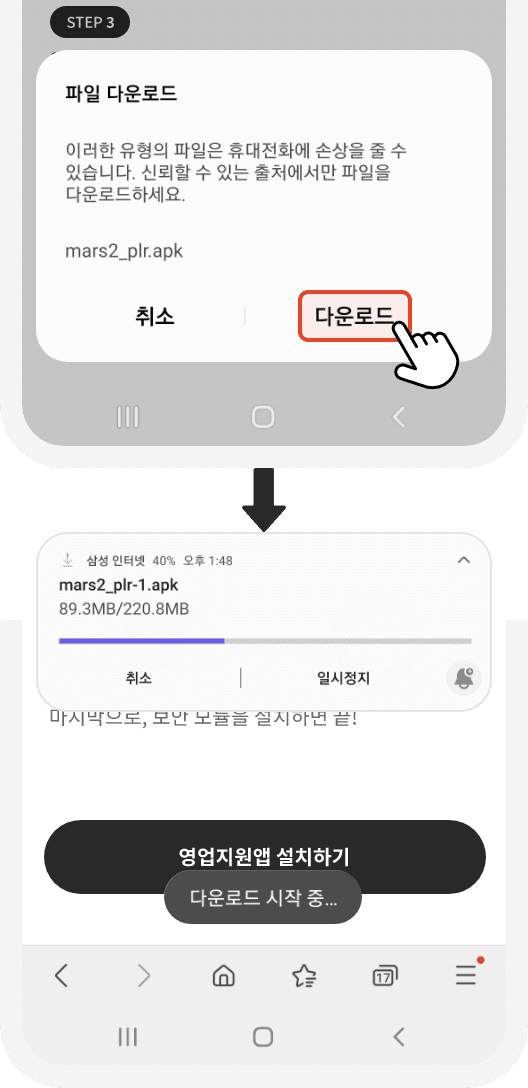 STEP 3
파일 다운로드
이러한 유형의 파일은 휴대전화에 손상을 줄 수
있습니다. 신뢰할 수 있는 출처에서만 파일을
다운로드하세요.
mars2_plr.apk
취소
다운로드
삼성 인터넷 40% 오후 1:48
mars2_plr-1.apk
89.3MB/220.8MB
취소
일시정지
마지막으로, 보안 모듈을 설치하면 끝!
영업지원앱 설치하기
다운로드 시작 중...
17